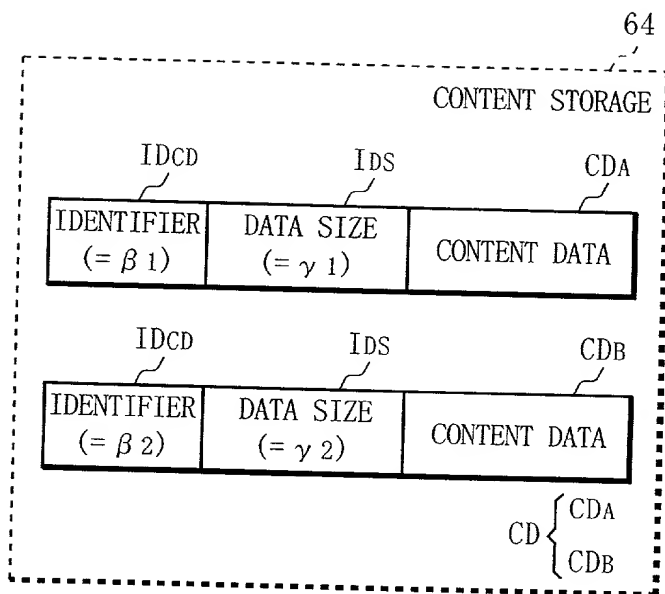 64
CONTENT STORAGE
IDCD IDS CDA
IDENTIFIER DATA SIZE CONTENT DATA
(= β 1) (= γ 1)
IDCD IDS CDB
IDENTIFIER DATA SIZE CONTENT DATA
(= β 2) (= γ 2)
CD { CDA
CDB